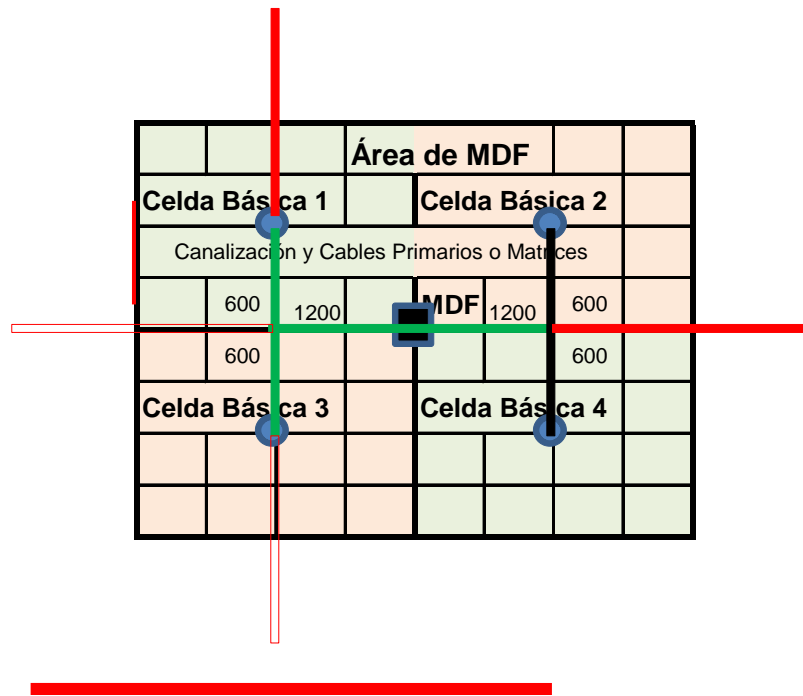 Área de MDF
Celda Básica 1
Celda Básica 2
Canalización y Cables Primarios o Matrices
600
1200
MDF
1200
600
600
600
Celda Básica 3
Celda Básica 4